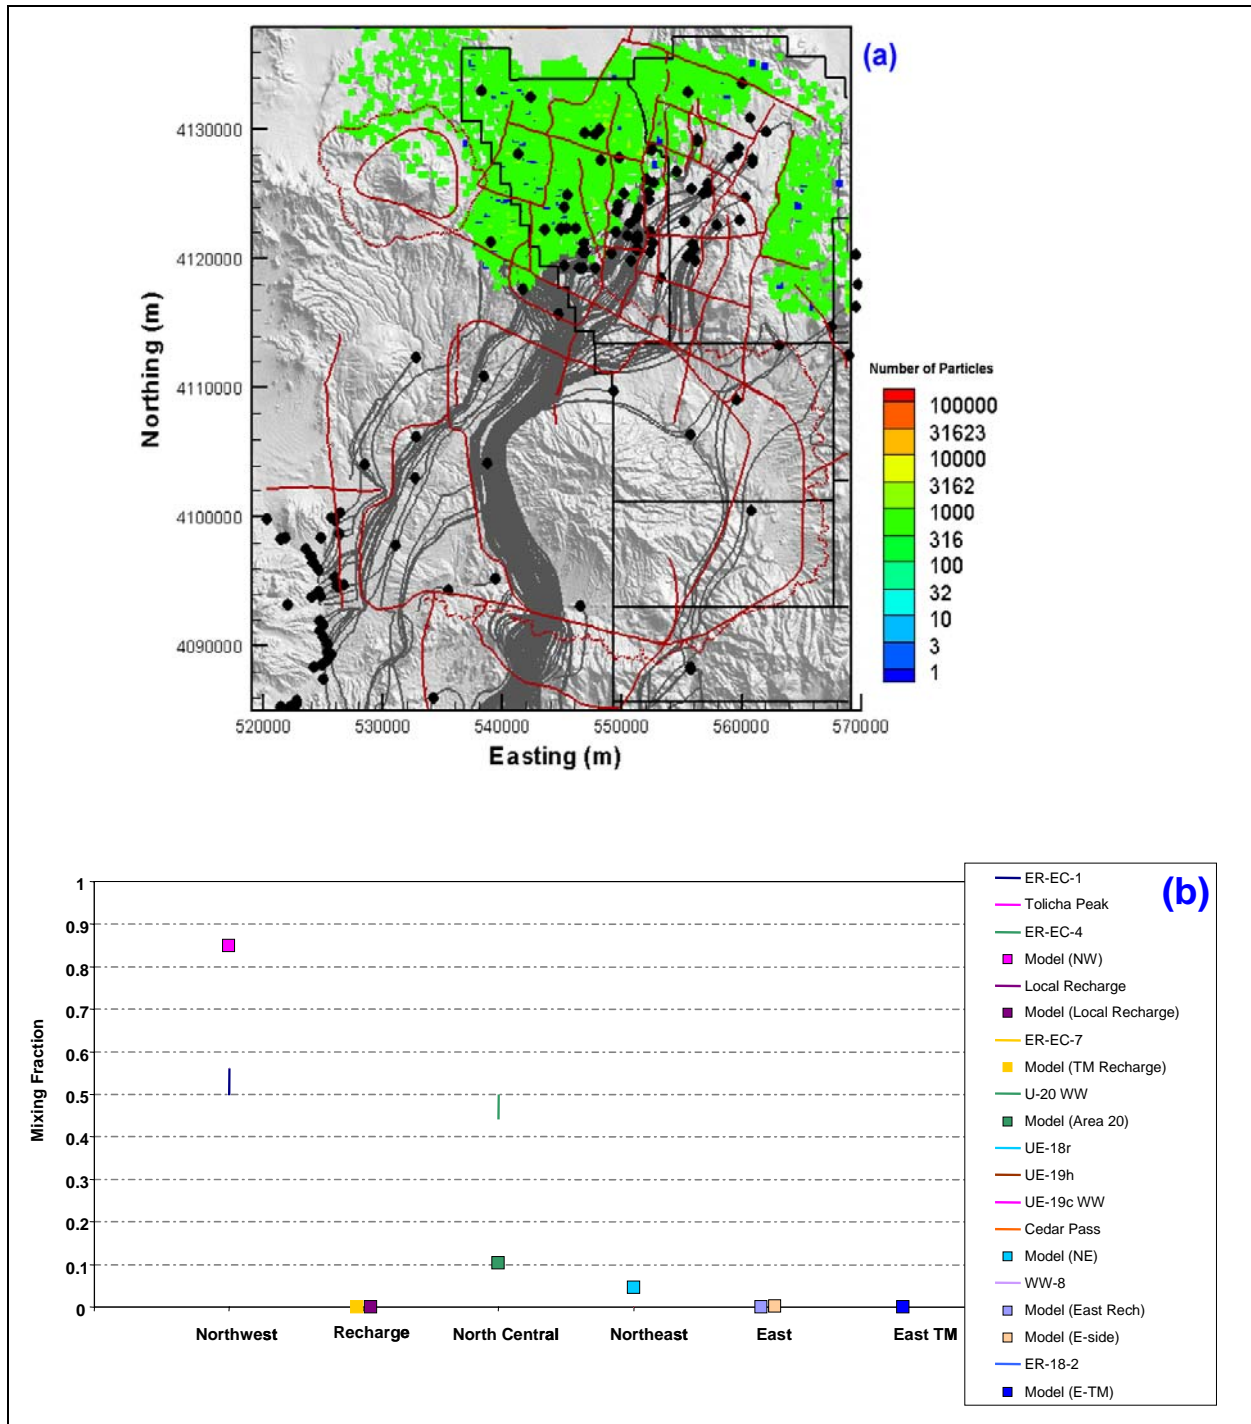 (a)
4130000
4120000
4110000
4100000
4090000
Northing (m)
520000 530000 540000 550000 560000 570000
Easting (m)
Number of Particles
100000
31623
10000
3162
1000
316
100
32
10
3
1
(b)
1
0.9
0.8
0.7
0.6
0.5
0.4
0.3
0.2
0.1
0
Mixing Fraction
Northwest Recharge North Central Northeast East East TM
ER-EC-1
Tolicha Peak
ER-EC-4
Model (NW)
Local Recharge
Model (Local Recharge)
ER-EC-7
Model (TM Recharge)
U-20 WW
Model (Area 20)
UE-18r
UE-19h
UE-19c WW
Cedar Pass
Model (NE)
WW-8
Model (East Rech)
Model (E-side)
ER-18-2
Model (E-TM)